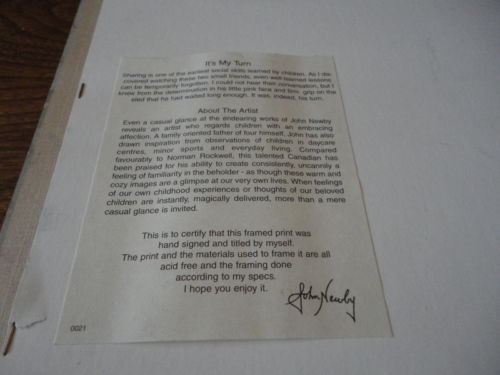 It's My Turn
Sharing is one of the earliest social skills learned by children. As I dis-
covered watching these two small friends, even well-learned lessons
can be temporarily forgotten. I could not hear their conversation, but I
knew from the determination in his little pink face and firm grip on the
sled that he had waited long enough. It was, indeed, his turn.
About The Artist
Even a casual glance at the endearing works of John Newby
reveals an artist who regards children with an embracing
affection. A family oriented father of four himself, John has also
drawn inspiration from observations of children in daycare
centres, minor sports and everyday living. Compared
favourably to Norman Rockwell, this talented Canadian has
been praised for his ability to create consistently, uncannily a
feeling of familiarity in the beholder - as though these warm and
cozy images are a glimpse at our very own lives. When feelings
of our own childhood experiences or thoughts of our beloved
children are instantly, magically delivered, more than a mere
casual glance is invited.
This is to certify that this framed print was
hand signed and titled by myself.
The print and the materials used to frame it are all
acid free and the framing done
according to my specs.
I hope you enjoy it.
John Newby
0021